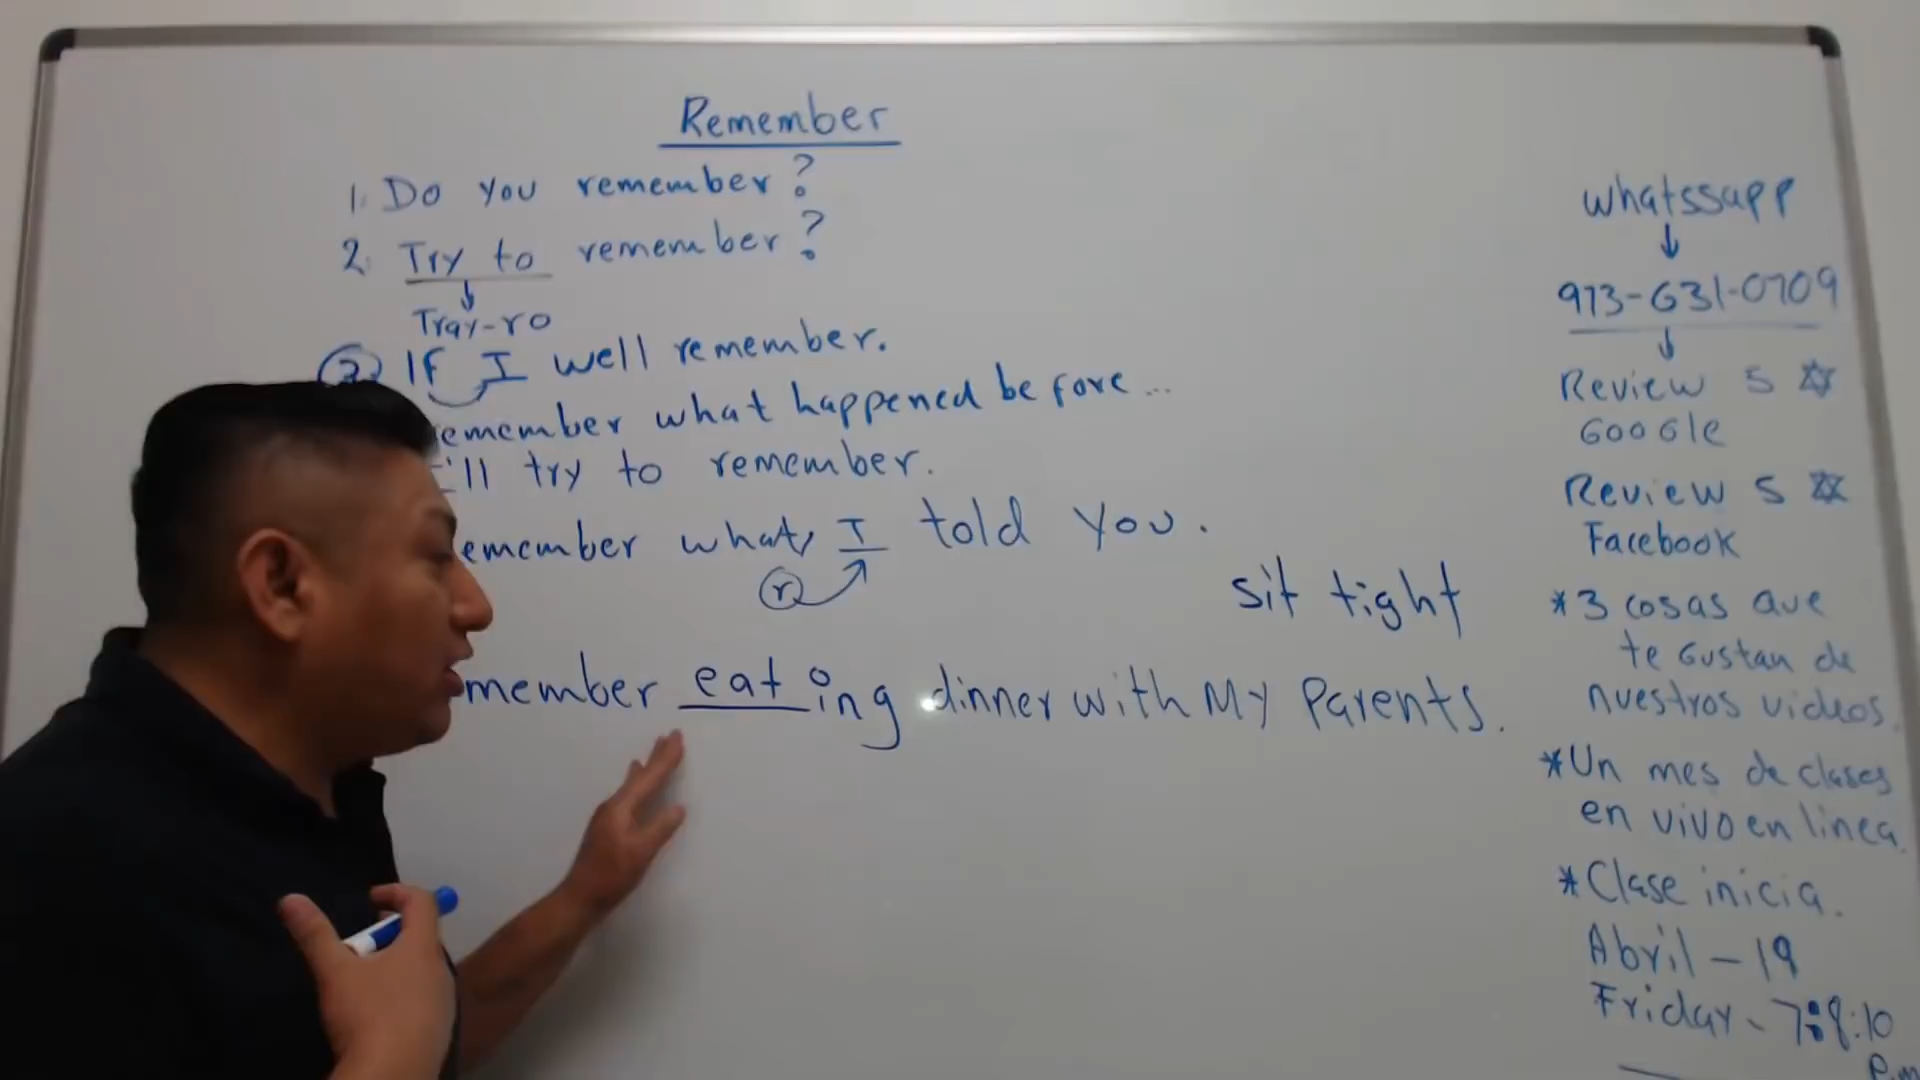 Remember
1. Do you remember?
2. Try to remember?
Tray-ro
3 If I well remember.
emember what happened before...
'll try to remember.
emember what I told you.
r
sit tight
member eating dinner with My Parents.
whatssapp
973-631-0709
Review 5
GOOGle
Review 5
Facebook
*3 cosas que
te Gustan de
nuestros videos.
*Un mes de clases
en vivo en linea.
*Clase inicia.
Abril - 19
Friday - 7:8:10
P.m